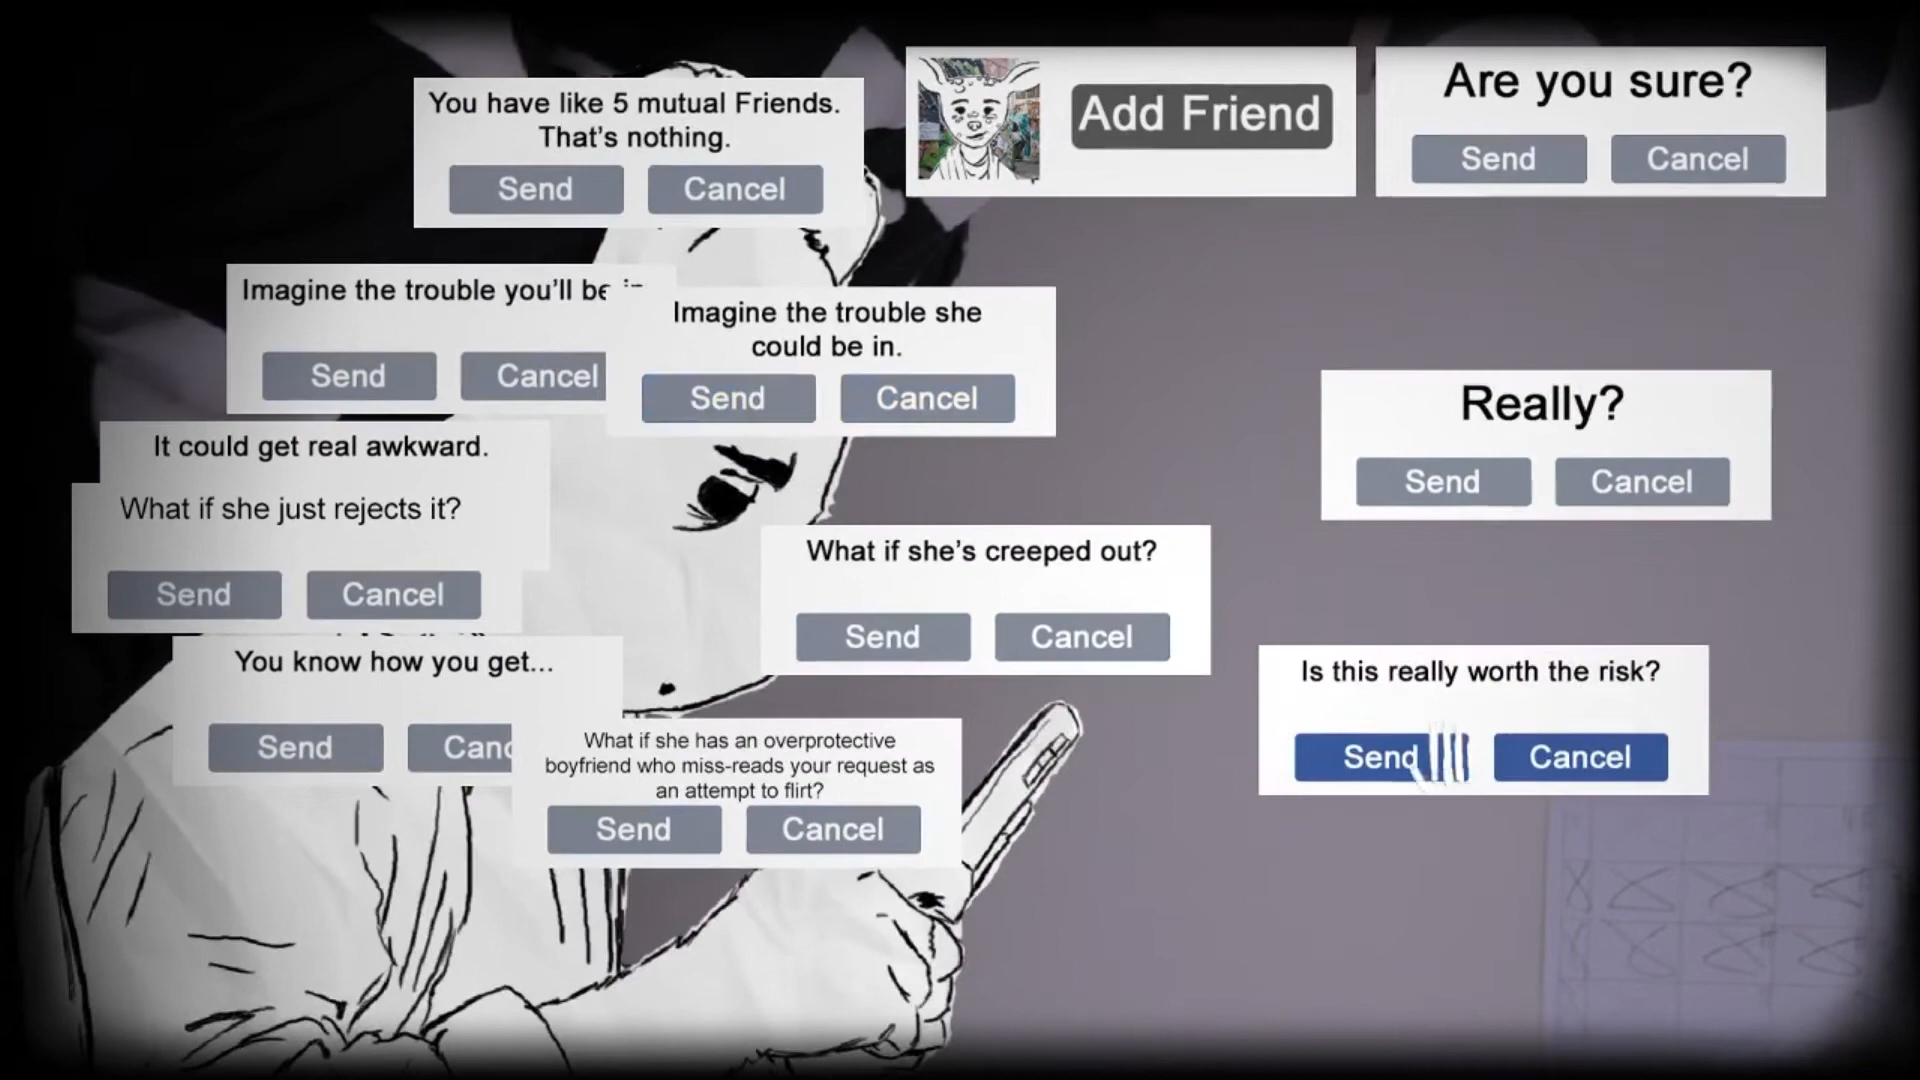 You have like 5 mutual Friends.
That's nothing.
Send Cancel
Add Friend
Are you sure?
Send Cancel
Imagine the trouble you'll be
Send Cancel
Imagine the trouble she
could be in.
Send Cancel
Really?
Send Cancel
It could get real awkward.
What if she just rejects it?
Send Cancel
What if she's creeped out?
Send Cancel
You know how you get...
Send Canc
Is this really worth the risk?
Send Cancel
What if she has an overprotective
boyfriend who miss-reads your request as
an attempt to flirt?
Send Cancel